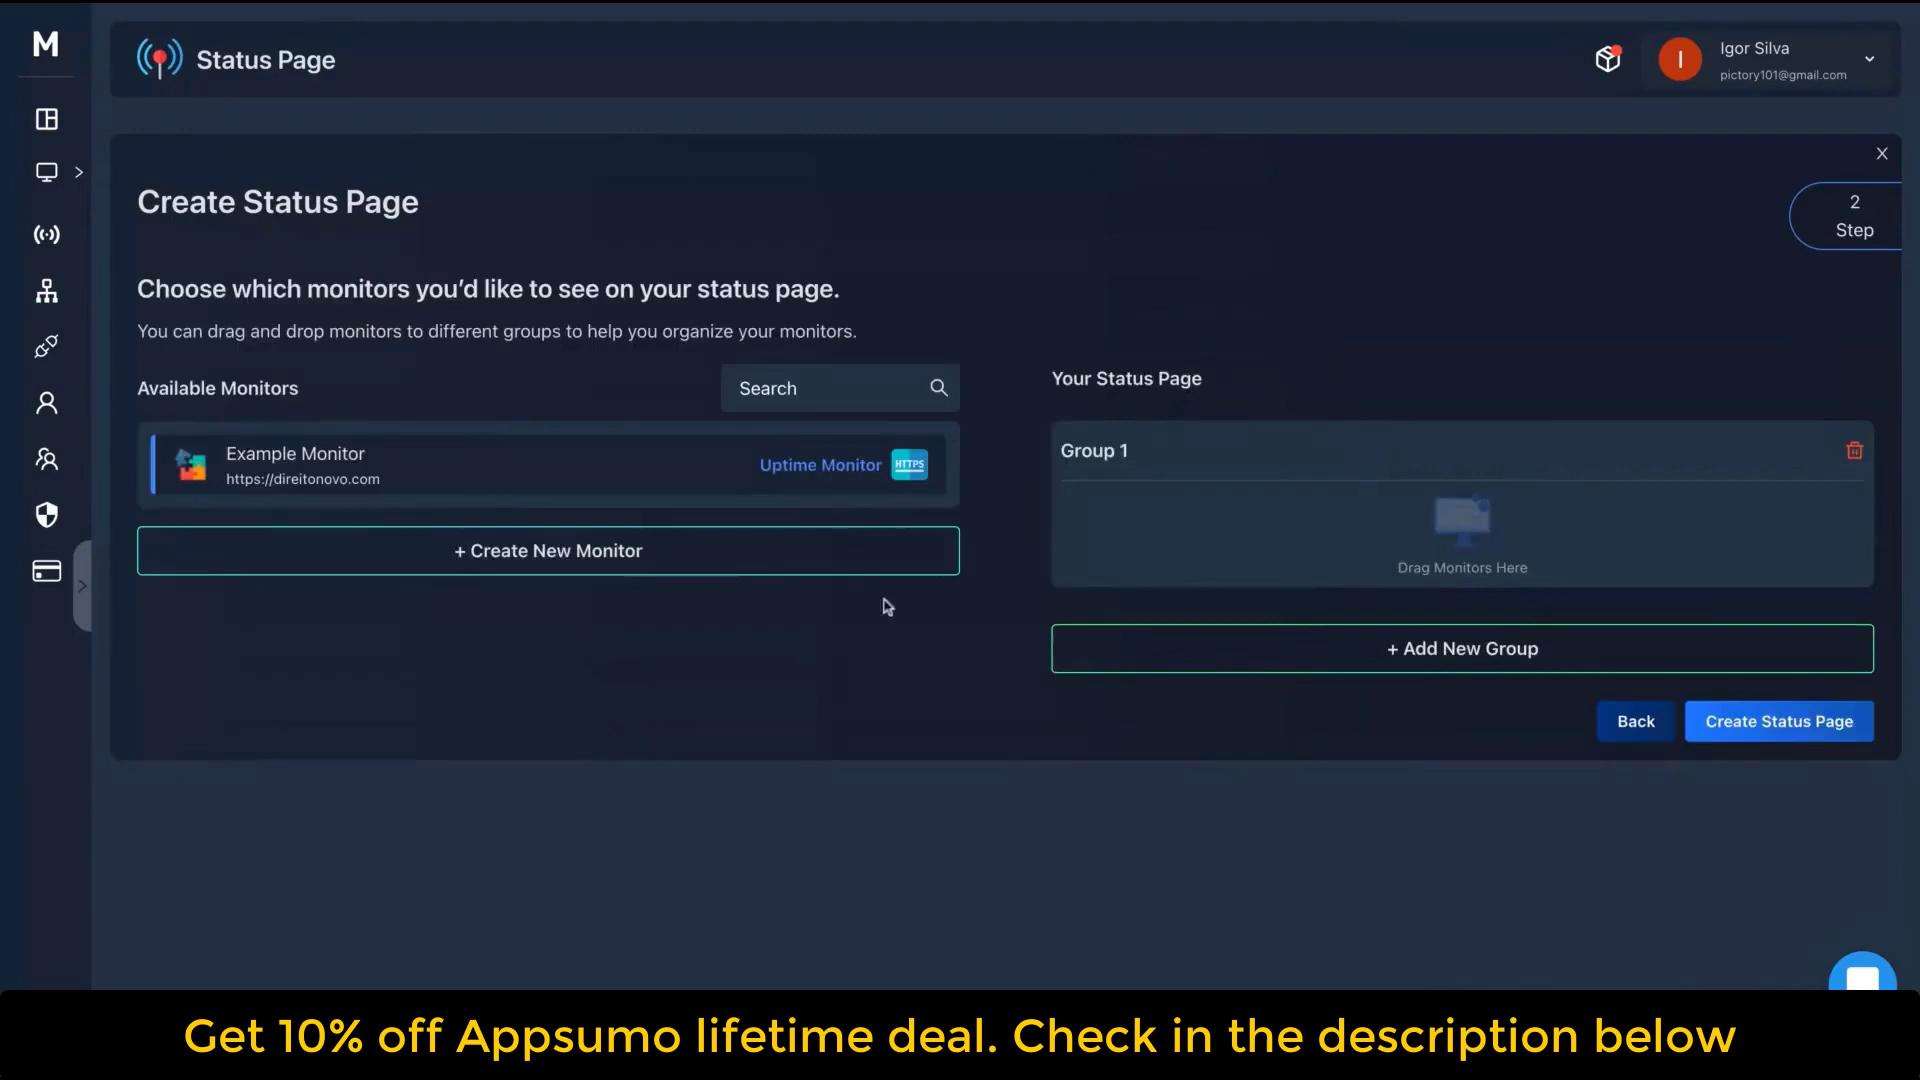 M
Status Page
I
Igor Silva
pictory101@gmail.com
Create Status Page
2
Step
Choose which monitors you'd like to see on your status page.
You can drag and drop monitors to different groups to help you organize your monitors.
Available Monitors
Search
Example Monitor
https://direitonovo.com
Uptime Monitor
HTTPS
+ Create New Monitor
Your Status Page
Group 1
Drag Monitors Here
+ Add New Group
Back
Create Status Page
Get 10% off Appsumo lifetime deal. Check in the description below